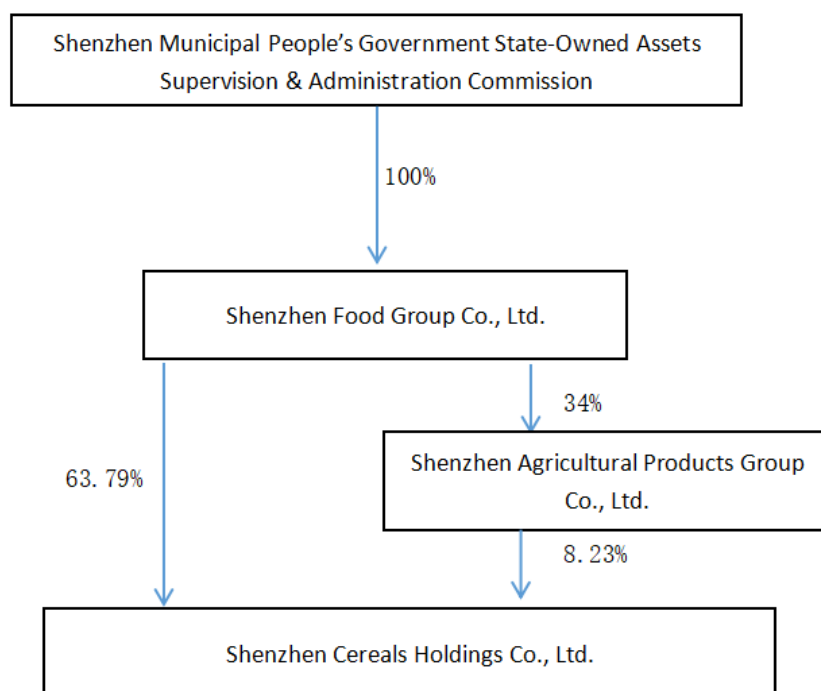 Shenzhen Municipal People’s Government State-Owned Assets
Supervision & Administration Commission
100%
Shenzhen Food Group Co., Ltd.
34%
63.79%
Shenzhen Agricultural Products Group
Co., Ltd.
8.23%
Shenzhen Cereals Holdings Co., Ltd.